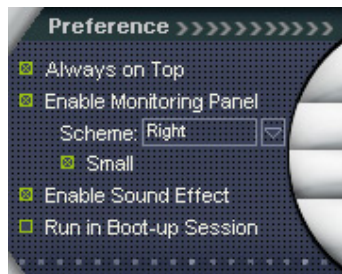 Preference
Always on Top
Enable Monitoring Panel
Scheme: Right
Small
Enable Sound Effect
Run in Boot-up Session